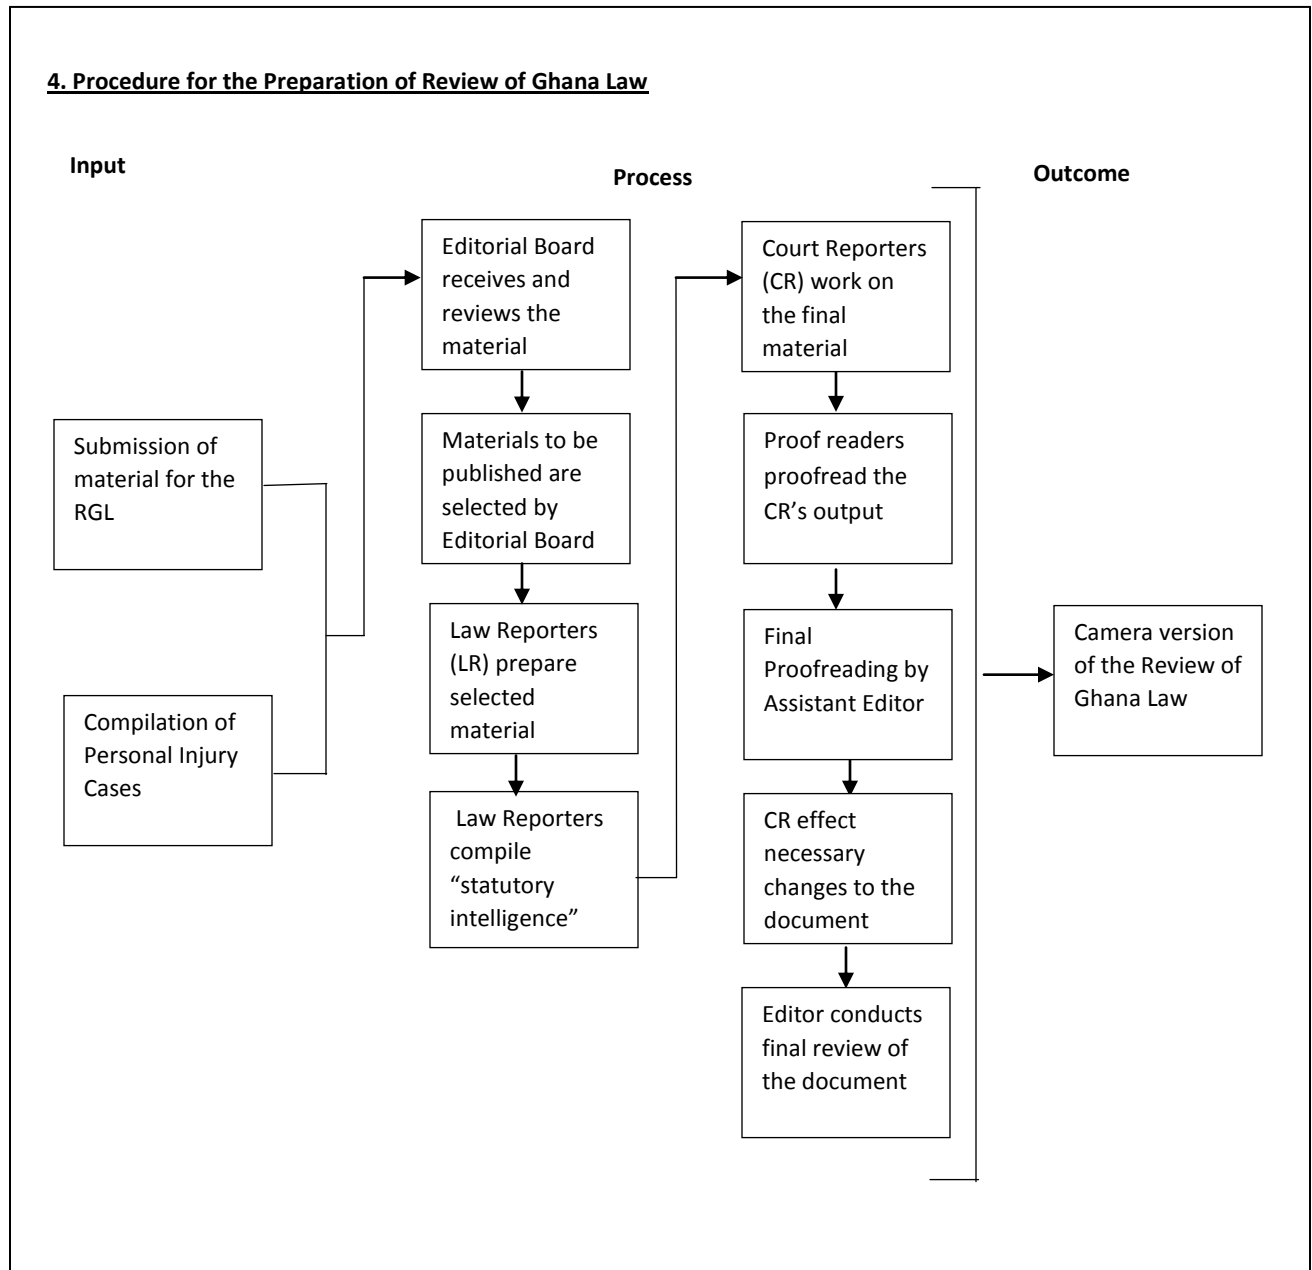 4. Procedure for the Preparation of Review of Ghana Law
Input
Process
Outcome
Submission of
material for the
RGL
Compilation of
Personal Injury
Cases
Editorial Board
receives and
reviews the
material
Materials to be
published are
selected by
Editorial Board
Law Reporters
(LR) prepare
selected
material
Law Reporters
compile
“statutory
intelligence”
Court Reporters
(CR) work on
the final
material
Proof readers
proofread the
CR’s output
Final
Proofreading by
Assistant Editor
CR effect
necessary
changes to the
document
Editor conducts
final review of
the document
Camera version
of the Review of
Ghana Law